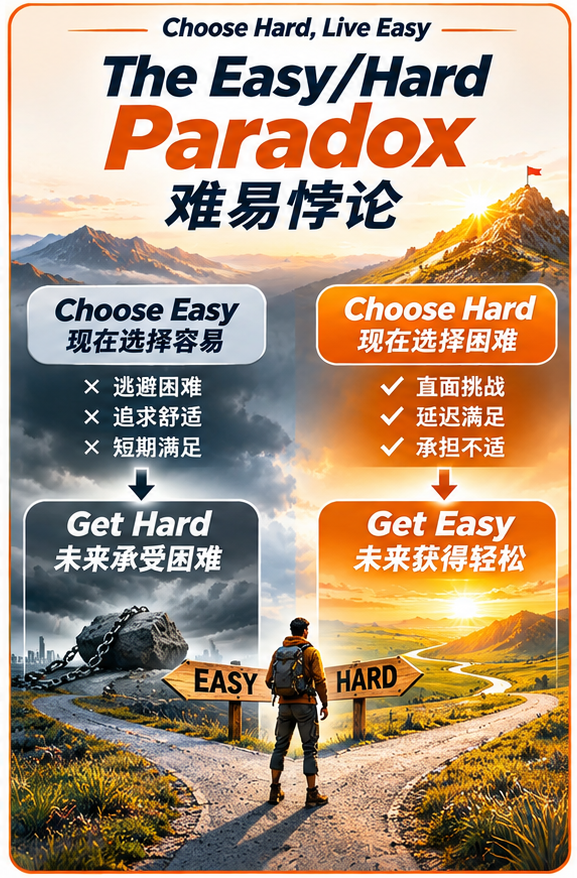 Choose Hard, Live Easy
The Easy/Hard
Paradox
难易悖论
Choose Easy
现在选择容易
× 逃避困难
× 追求舒适
× 短期满足
Get Hard
未来承受困难
Choose Hard
现在选择困难
✓ 直面挑战
✓ 延迟满足
✓ 承担不适
Get Easy
未来获得轻松
EASY
HARD